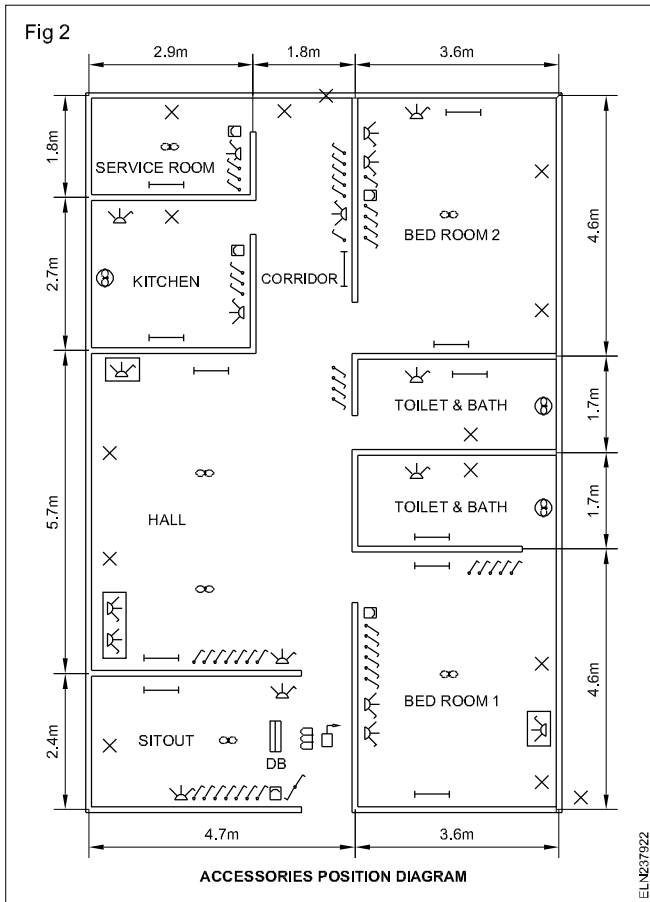 Fig 2
2.9m
1.8m
3.6m
1.8m
SERVICE ROOM
2.7m
KITCHEN
CORRIDOR
BED ROOM 2
4.6m
TOILET & BATH
1.7m
5.7m
HALL
TOILET & BATH
1.7m
BED ROOM 1
4.6m
2.4m
SITOUT
DB
4.7m
3.6m
ACCESSORIES POSITION DIAGRAM
ELN237922